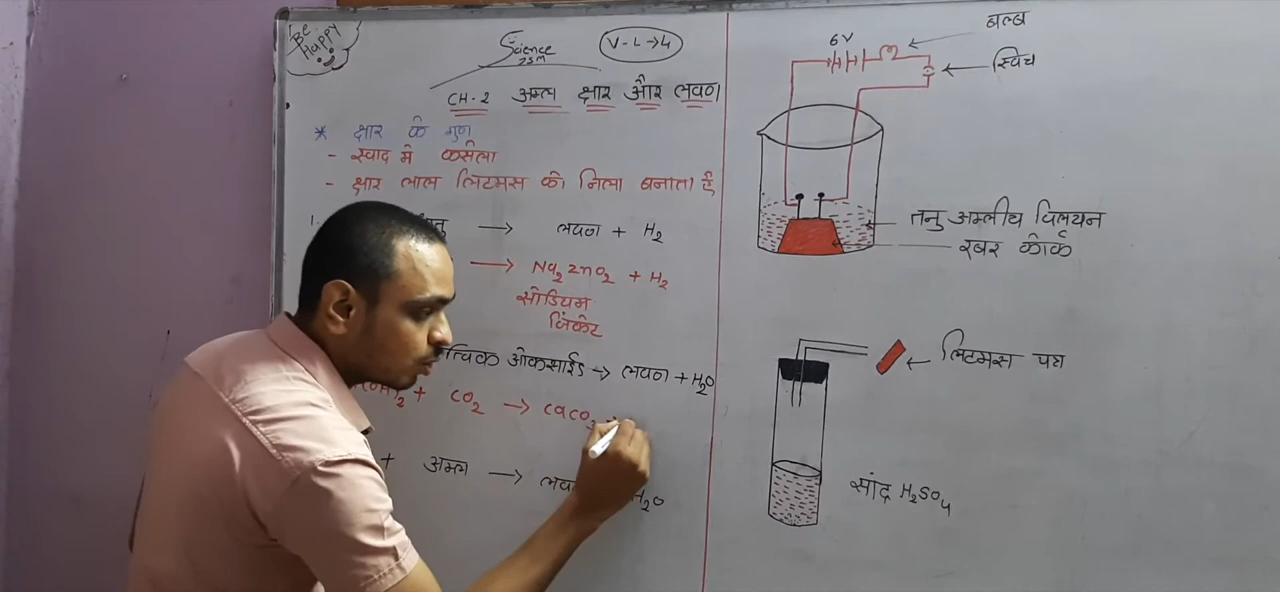 Be
Happy
Science
V-L→4
CH-2 अम्ल क्षार और लवण
* क्षार के गुण
- स्वाद मे कसैला
- क्षार लाल लिटमस को निला बनाता है
→ लवण + H₂
→ Na₂ZnO₂ + H₂
सोडियम
जिंकेट
त्विक ओकसाईड → लवण + H₂O
+ CO₂ → CaCO₃
+ अम्ल → H₂O
बल्ब
6V
स्विच
तनु अम्लीय विलयन
रबर कॉर्क
लिटमस पत्र
सांद्र H₂SO₄